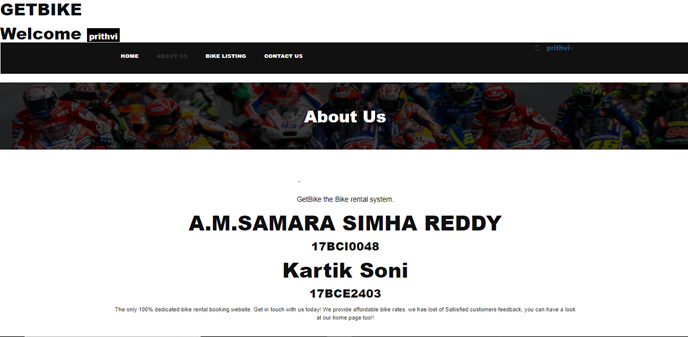 GETBIKE
Welcome prithvi
HOME ABOUT US BIKE LISTING CONTACT US prithvi
About Us
GetBike the Bike rental system.
A.M.SAMARA SIMHA REDDY
17BCI0048
Kartik Soni
17BCE2403
The only 100% dedicated bike rental booking website. Get in touch with us today! We provide affordable bike rates. we hae lost of Satisfied customers feedback. you can have a look
at our home page too!!